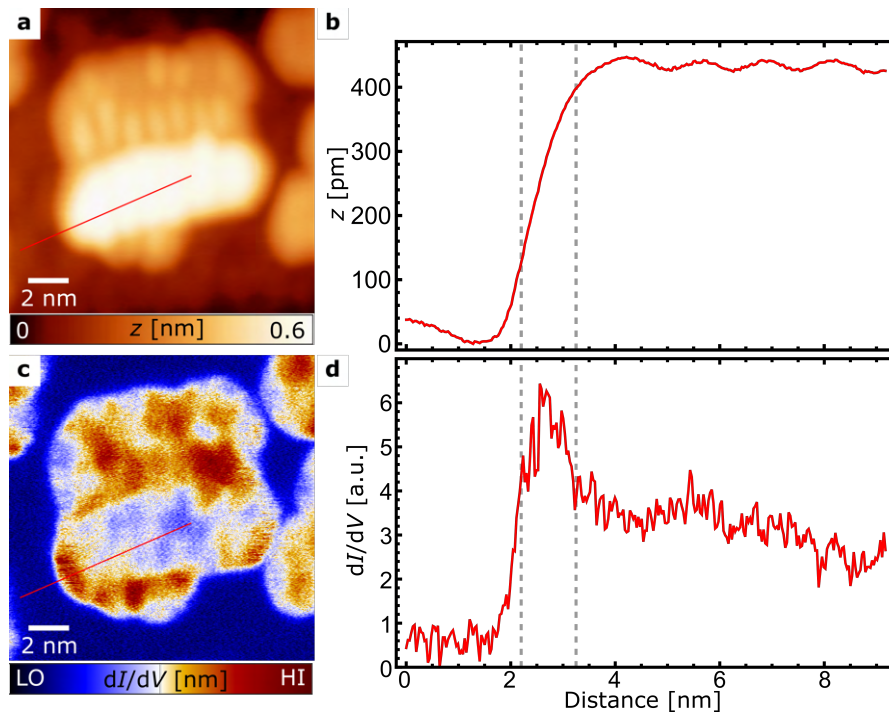 a
2 nm
0 z [nm] 0.6
b
z [pm]
400
300
200
100
0
c
2 nm
LO dI/dV [nm] HI
d
dI/dV [a.u.]
6
5
4
3
2
1
0
0 2 4 6 8
Distance [nm]